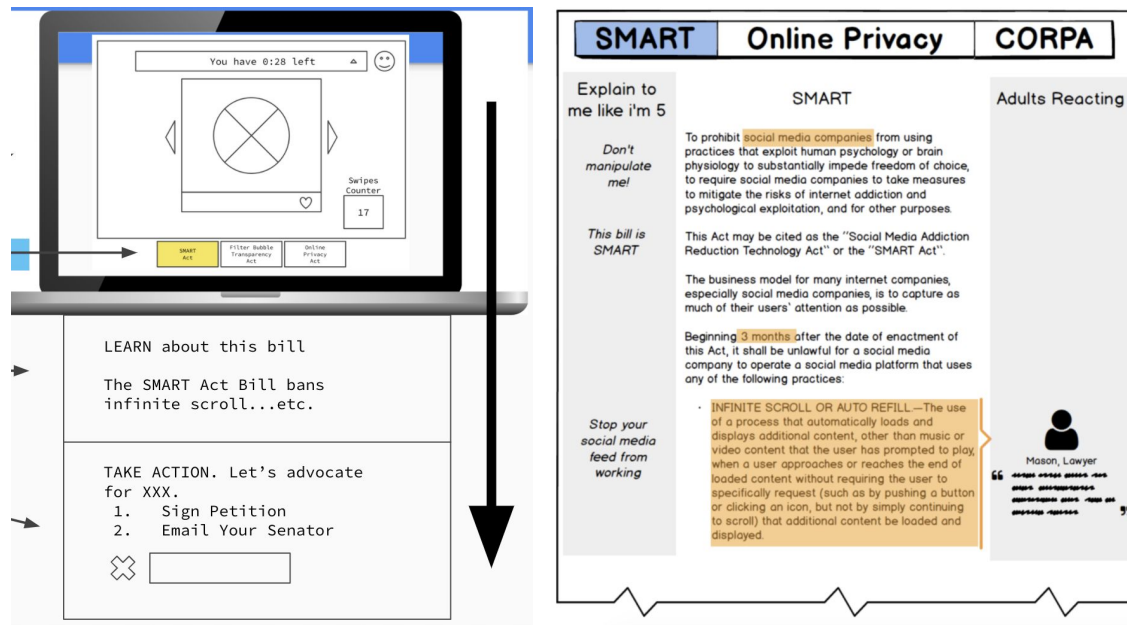 You have 0:28 left
Swipes
Counter
17
SMART
Act
Filter Bubble
Transparency
Act
Online
Privacy
Act
LEARN about this bill
The SMART Act Bill bans
infinite scroll...etc.
TAKE ACTION. Let’s advocate
for XXX.
1. Sign Petition
2. Email Your Senator
SMART
Online Privacy
CORPA
Explain to
me like i'm 5
Don't
manipulate
me!
This bill is
SMART
Stop your
social media
feed from
working
SMART
To prohibit social media companies from using
practices that exploit human psychology or brain
physiology to substantially impede freedom of choice,
to require social media companies to take measures
to mitigate the risks of internet addiction and
psychological exploitation, and for other purposes.
This Act may be cited as the ‘‘Social Media Addiction
Reduction Technology Act‘‘ or the ‘‘SMART Act‘‘.
The business model for many internet companies,
especially social media companies, is to capture as
much of their users‘ attention as possible.
Beginning 3 months after the date of enactment of
this Act, it shall be unlawful for a social media
company to operate a social media platform that uses
any of the following practices:
• INFINITE SCROLL OR AUTO REFILL.—The use
of a process that automatically loads and
displays additional content, other than music or
video content that the user has prompted to play,
when a user approaches or reaches the end of
loaded content without requiring the user to
specifically request (such as by pushing a button
or clicking an icon, but not by simply continuing
to scroll) that additional content be loaded and
displayed.
Adults Reacting
Mason, Lawyer